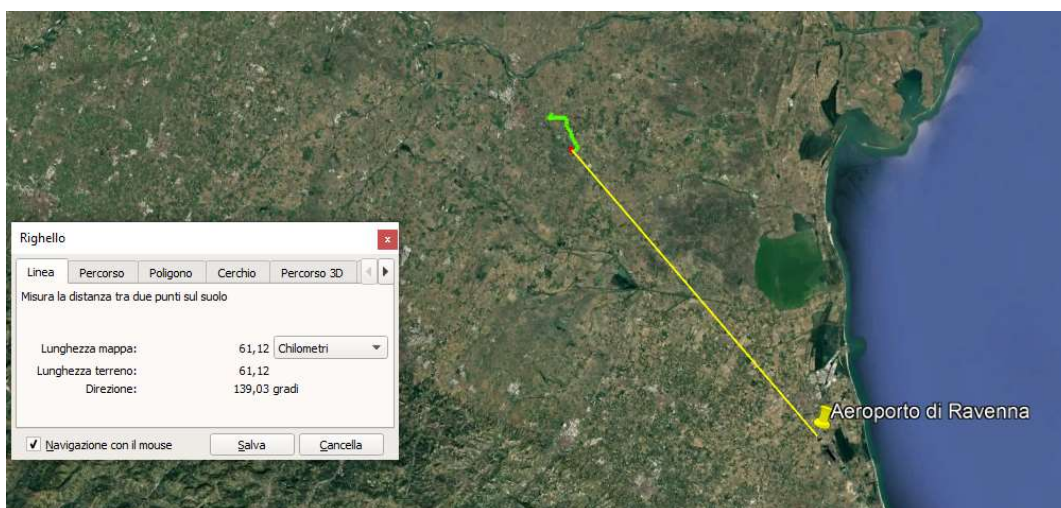 Righello
Linea Percorso Poligono Cerchio Percorso 3D
Misura la distanza tra due punti sul suolo
Lunghezza mappa: 61,12 Chilometri
Lunghezza terreno: 61,12
Direzione: 139,03 gradi
Navigazione con il mouse Salva Cancella
Aeroporto di Ravenna